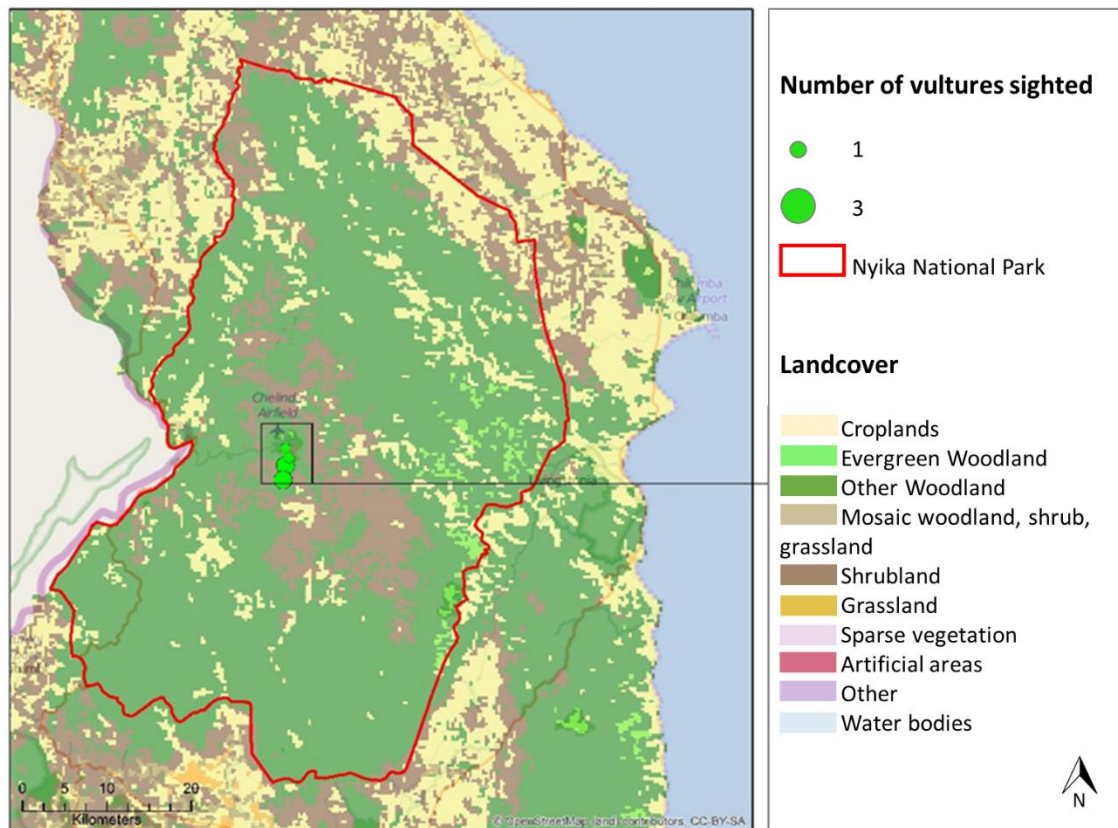 Number of vultures sighted
1
3
Nyika National Park
Landcover
Croplands
Evergreen Woodland
Other Woodland
Mosaic woodland, shrub,
grassland
Shrubland
Grassland
Sparse vegetation
Artificial areas
Other
Water bodies
N
Airport
Airfield
0 5 10 20
Kilometers
© OpenStreetMap (and) contributors, CC-BY-SA